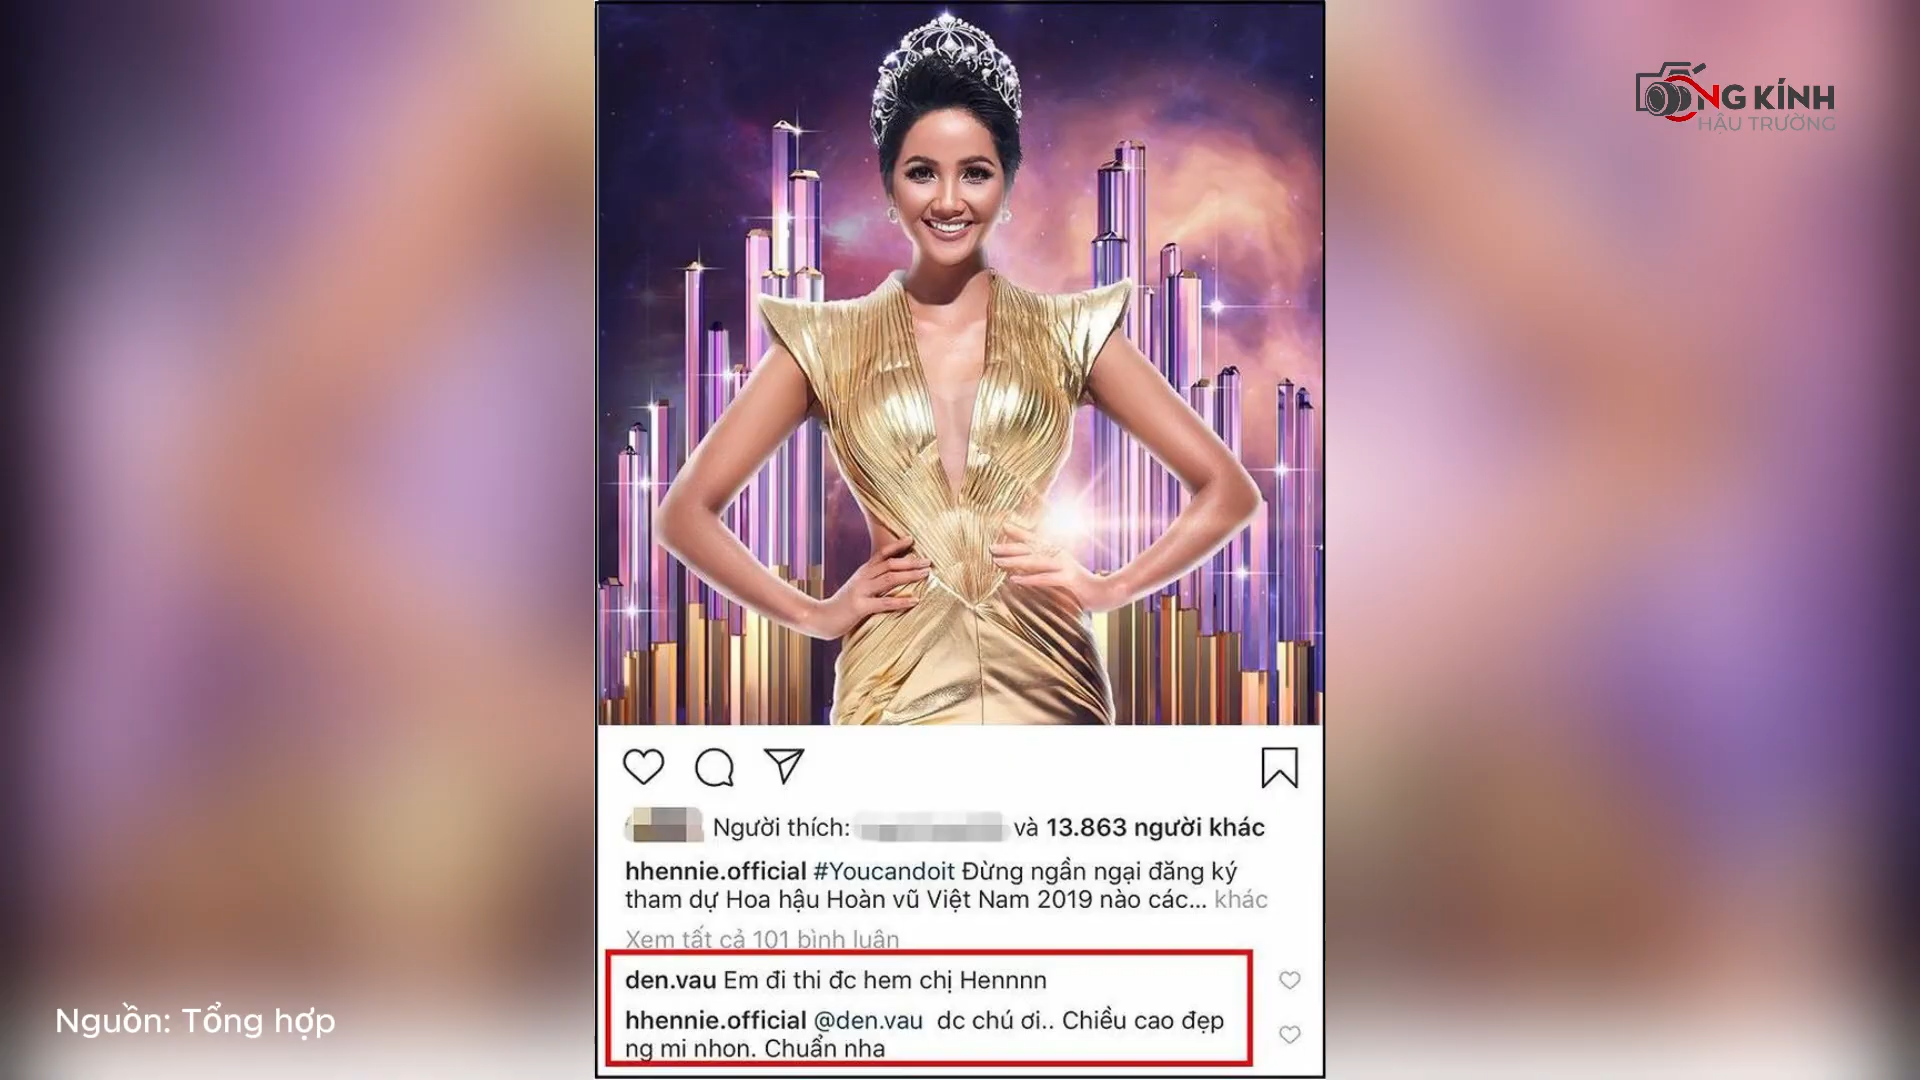 ỐNG KÍNH
HẬU TRƯỜNG
Người thích: và 13.863 người khác
hhennie.official #Youcandoit Đừng ngần ngại đăng ký
tham dự Hoa hậu Hoàn vũ Việt Nam 2019 nào các... khác
Xem tất cả 101 bình luận
den.vau Em đi thi đc hem chị Hennnn
hhennie.official @den.vau dc chú ơi.. Chiều cao đẹp
ng mi nhon. Chuẩn nha
Nguồn: Tổng hợp